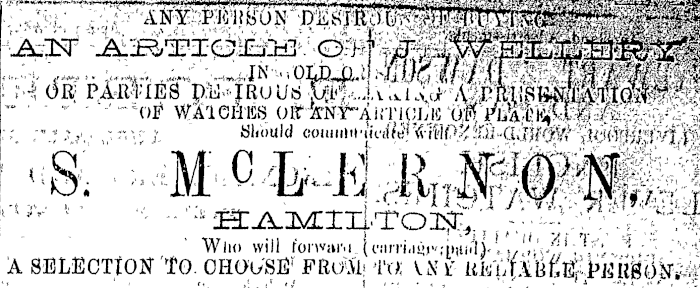 ANY PERSON DESIROUS OF BUYING
AN ARTICLE OF JEWELLERY
IN OLD O
OR PARTIES DESIROUS OF MAKING A PRESENTATION
OF WATCHES OR ANY ARTICLE OF PLATE,
Should communicate with
S. McLERNON,
HAMILTON,
Who will forward (carriage paid)
A SELECTION TO CHOOSE FROM TO ANY RELIABLE PERSON.